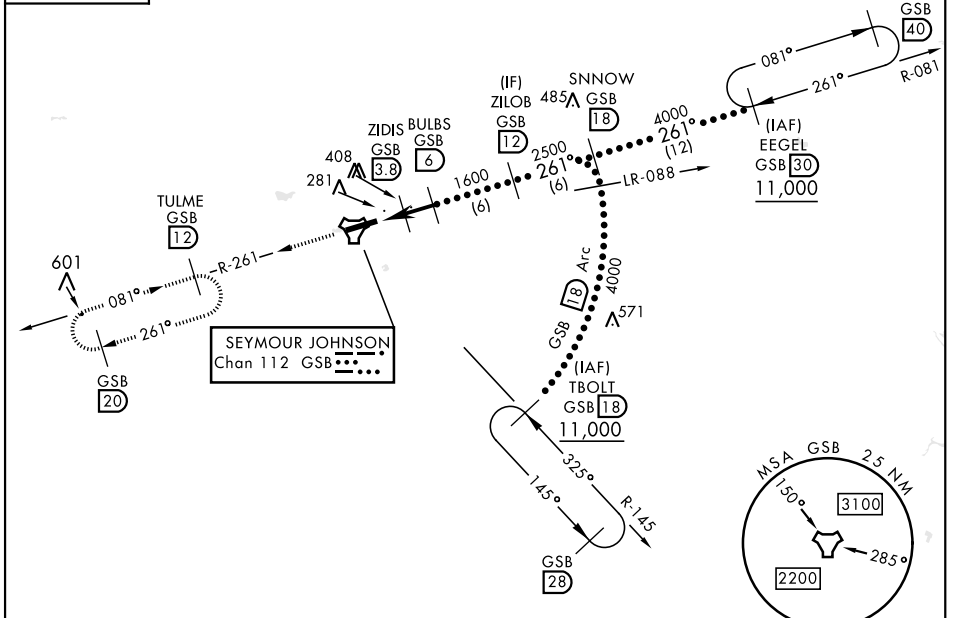 GSB
40
081°
261°
R-081
(IAF)
EEGEL
GSB 30
11,000
4000
261°
(12)
SNNOW
GSB
18
485
(IF)
ZILOB
GSB
12
2500
261°
(6)
LR-088
BULBS
GSB
6
1600
(6)
ZIDIS
GSB
3.8
408
281
TULME
GSB
12
R-261
601
081°
261°
GSB
20
SEYMOUR JOHNSON
Chan 112 GSB
GSB 18 Arc
4000
571
(IAF)
TBOLT
GSB 18
11,000
325°
145°
R-145
GSB
28
MSA GSB 25 NM
150°
3100
285°
2200